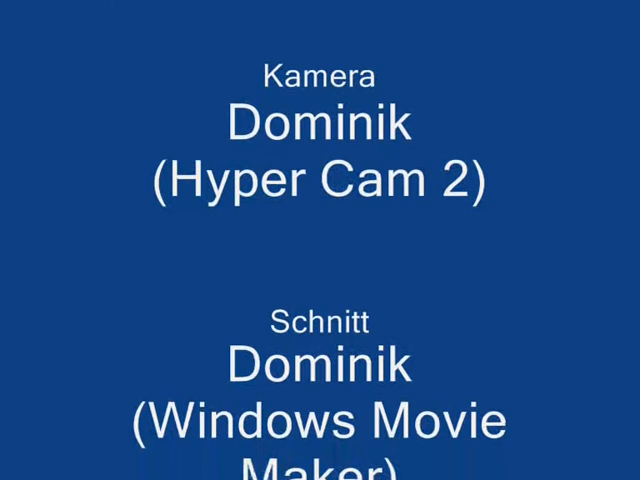 Kamera
Dominik
(Hyper Cam 2)
Schnitt
Dominik
(Windows Movie
Maker)